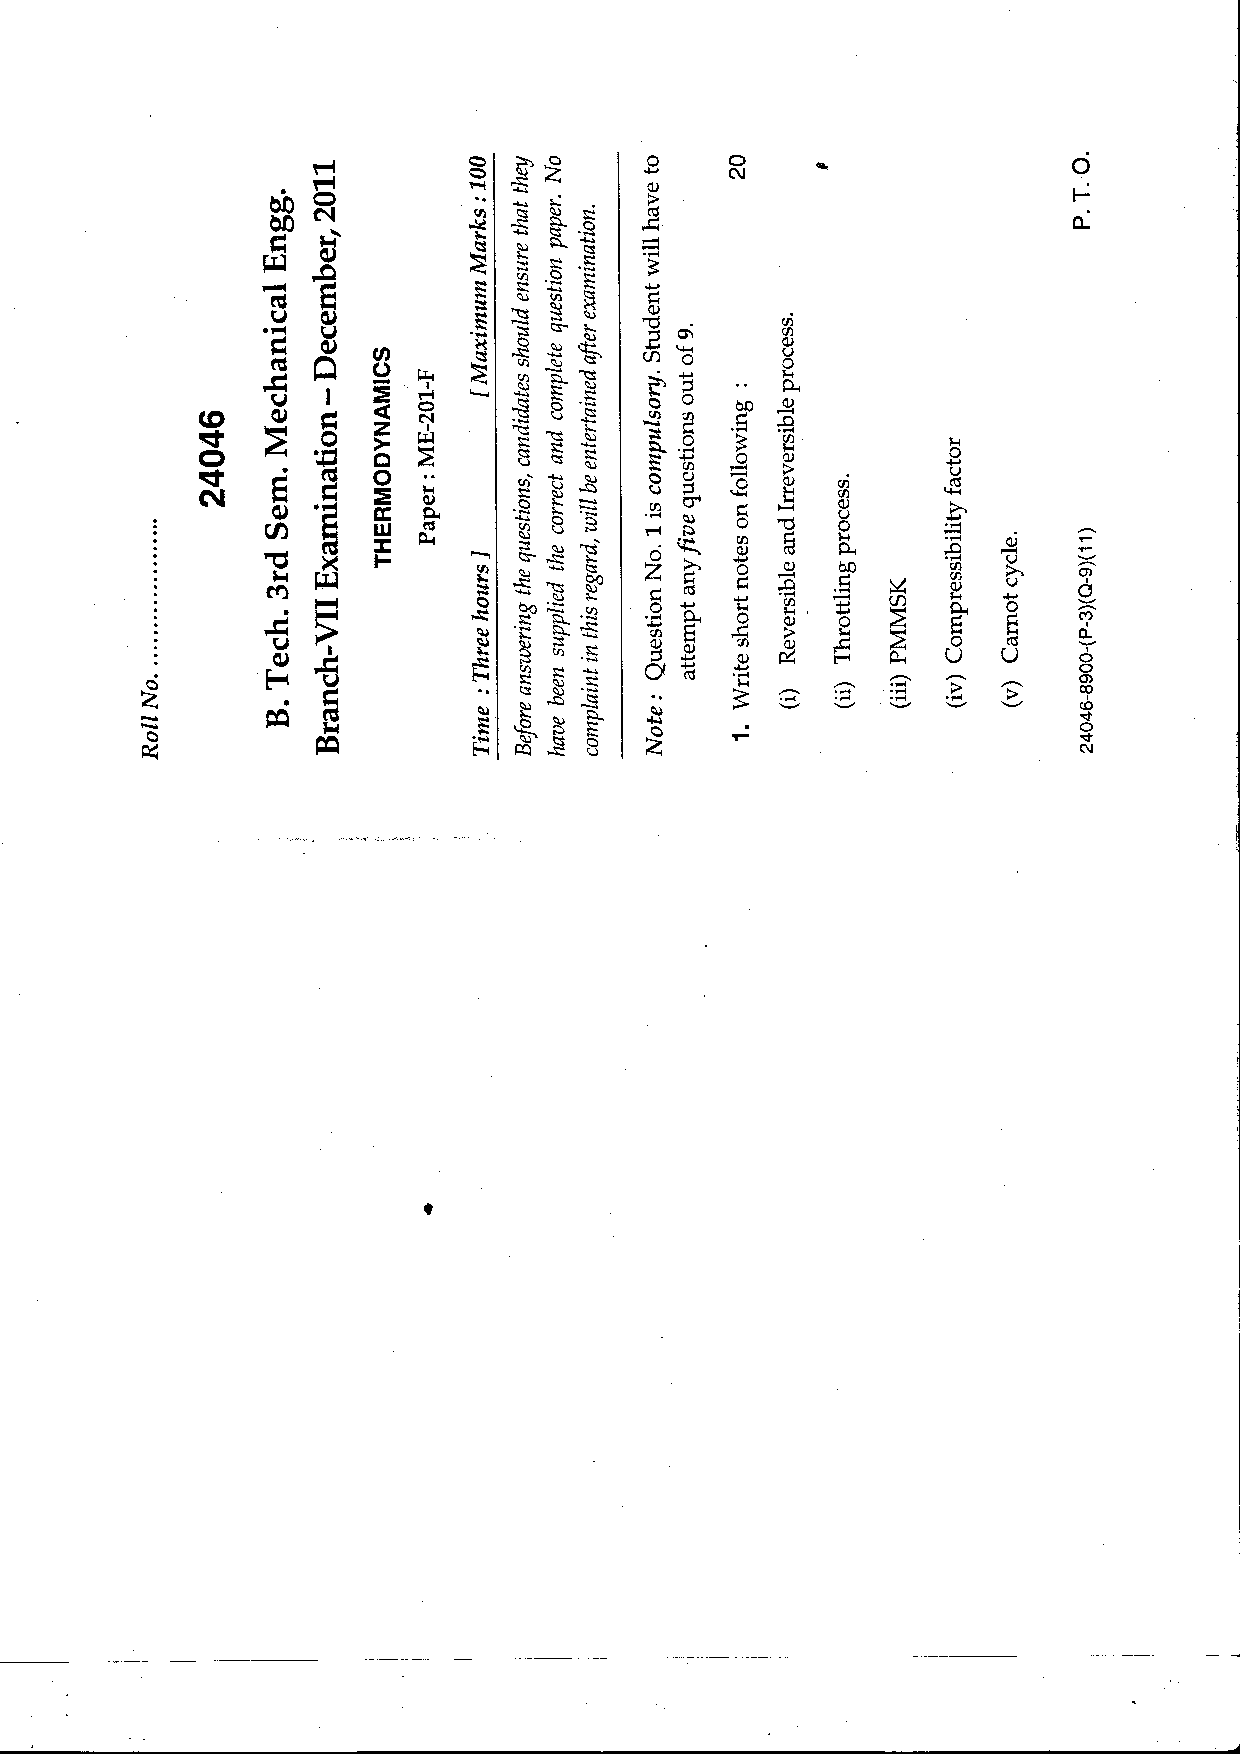 Roll No. ......................
24046
B. Tech. 3rd Sem. Mechanical Engg.
Branch-VII Examination – December, 2011
THERMODYNAMICS
Paper : ME-201-F
Time : Three hours ] [ Maximum Marks : 100
Before answering the questions, candidates should ensure that they
have been supplied the correct and complete question paper. No
complaint in this regard, will be entertained after examination.
Note : Question No. 1 is compulsory. Student will have to
attempt any five questions out of 9.
1. Write short notes on following : 20
(i) Reversible and Irreversible process.
(ii) Throttling process.
(iii) PMMSK
(iv) Compressibility factor
(v) Carnot cycle.
24046-8900-(P-3)(Q-9)(11) P. T. O.